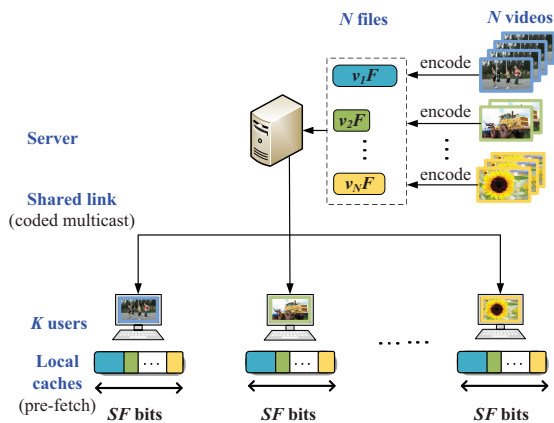 N files
N videos
encode
v1F
encode
v2F
Server
encode
vNF
Shared link
(coded multicast)
K users
Local
caches
(pre-fetch)
SF bits
SF bits
SF bits